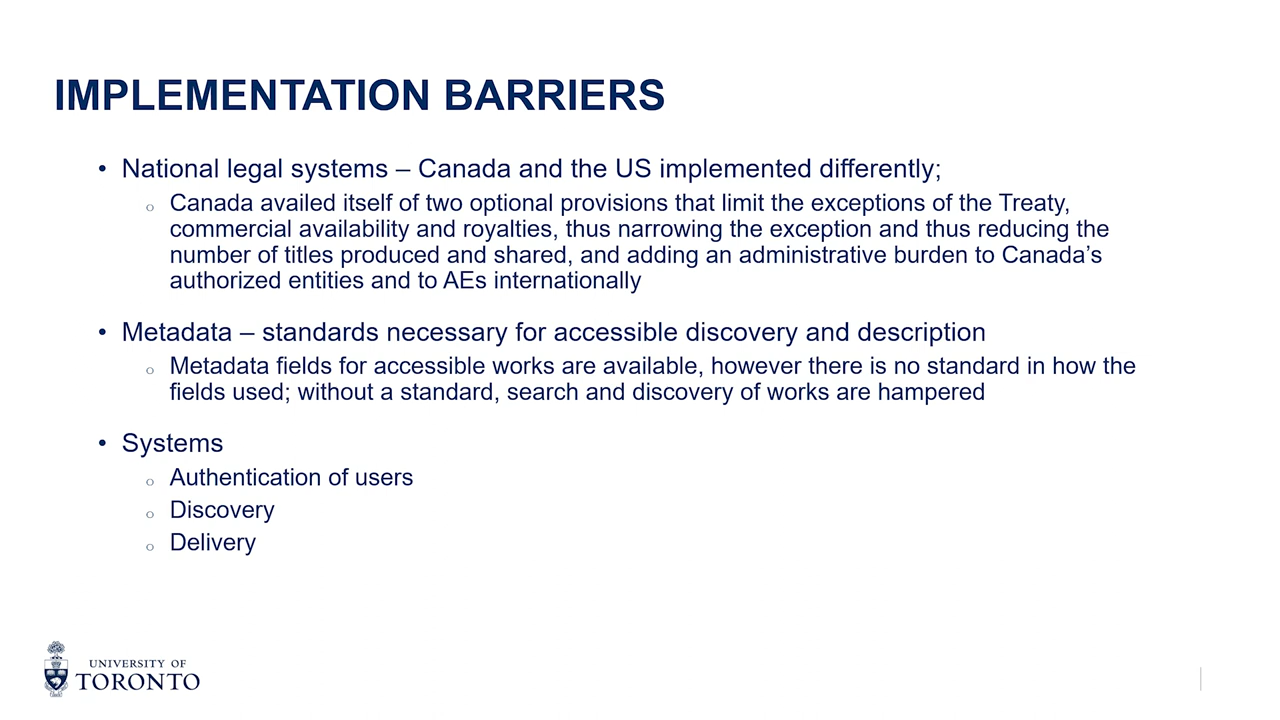 IMPLEMENTATION BARRIERS
• National legal systems – Canada and the US implemented differently;
o Canada availed itself of two optional provisions that limit the exceptions of the Treaty,
commercial availability and royalties, thus narrowing the exception and thus reducing the
number of titles produced and shared, and adding an administrative burden to Canada’s
authorized entities and to AEs internationally
• Metadata – standards necessary for accessible discovery and description
o Metadata fields for accessible works are available, however there is no standard in how the
fields used; without a standard, search and discovery of works are hampered
• Systems
o Authentication of users
o Discovery
o Delivery
UNIVERSITY OF
TORONTO